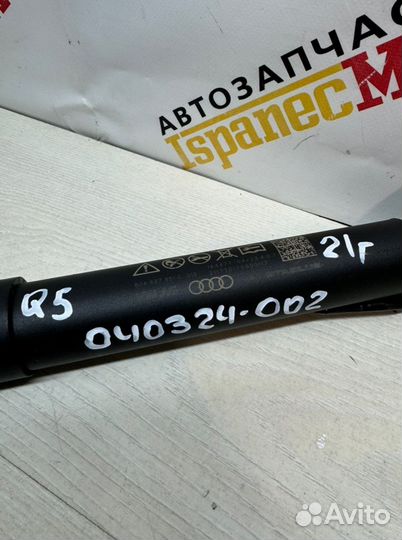 АВТОЗАПЧАС
IspanecM
Q5
21г
040324-002
Avito